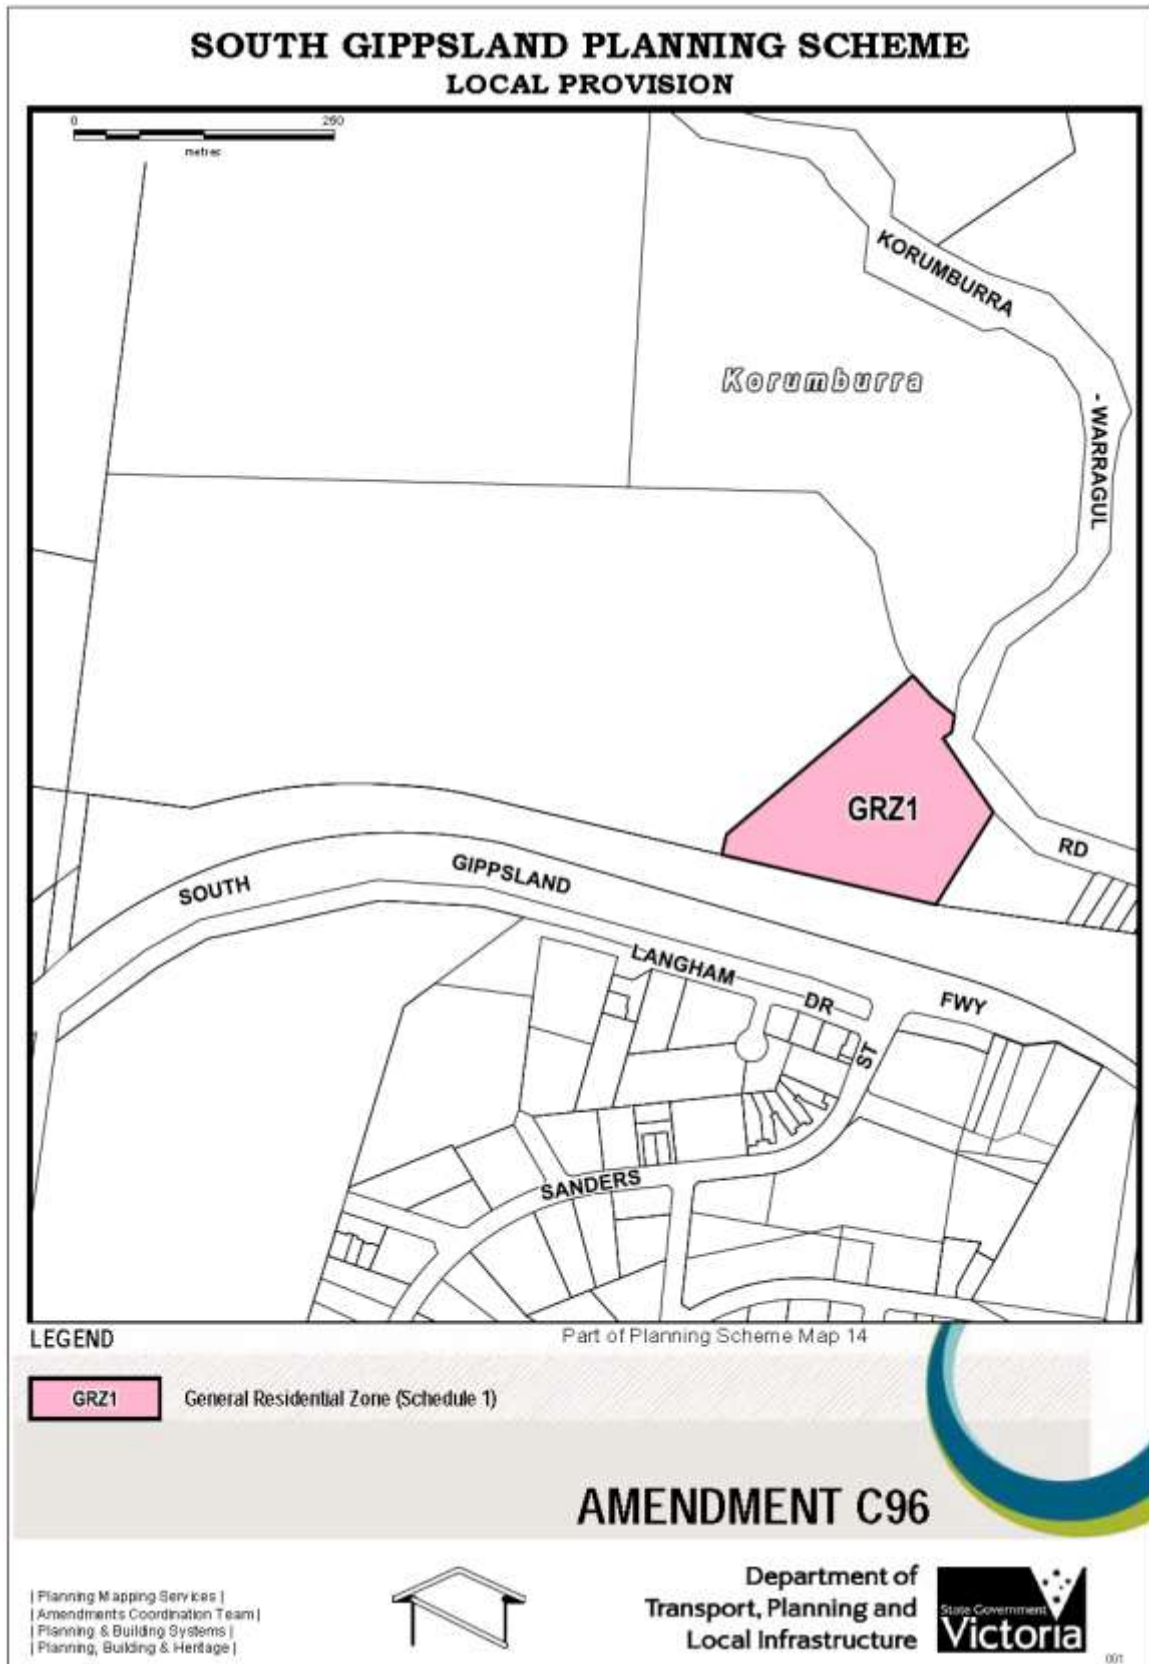 SOUTH GIPPSLAND PLANNING SCHEME
LOCAL PROVISION
0 260
metres
KORUMBURRA
Korumburra
- WARRAGUL
GRZ1
RD
SOUTH
GIPPSLAND
LANGHAM
DR
FWY
ST
SANDERS
LEGEND
Part of Planning Scheme Map 14
GRZ1 General Residential Zone (Schedule 1)
AMENDMENT C96
| Planning Mapping Services |
| Amendments Coordination Team |
| Planning & Building Systems |
| Planning, Building & Heritage |
Department of
Transport, Planning and
Local Infrastructure
State Government
Victoria
001